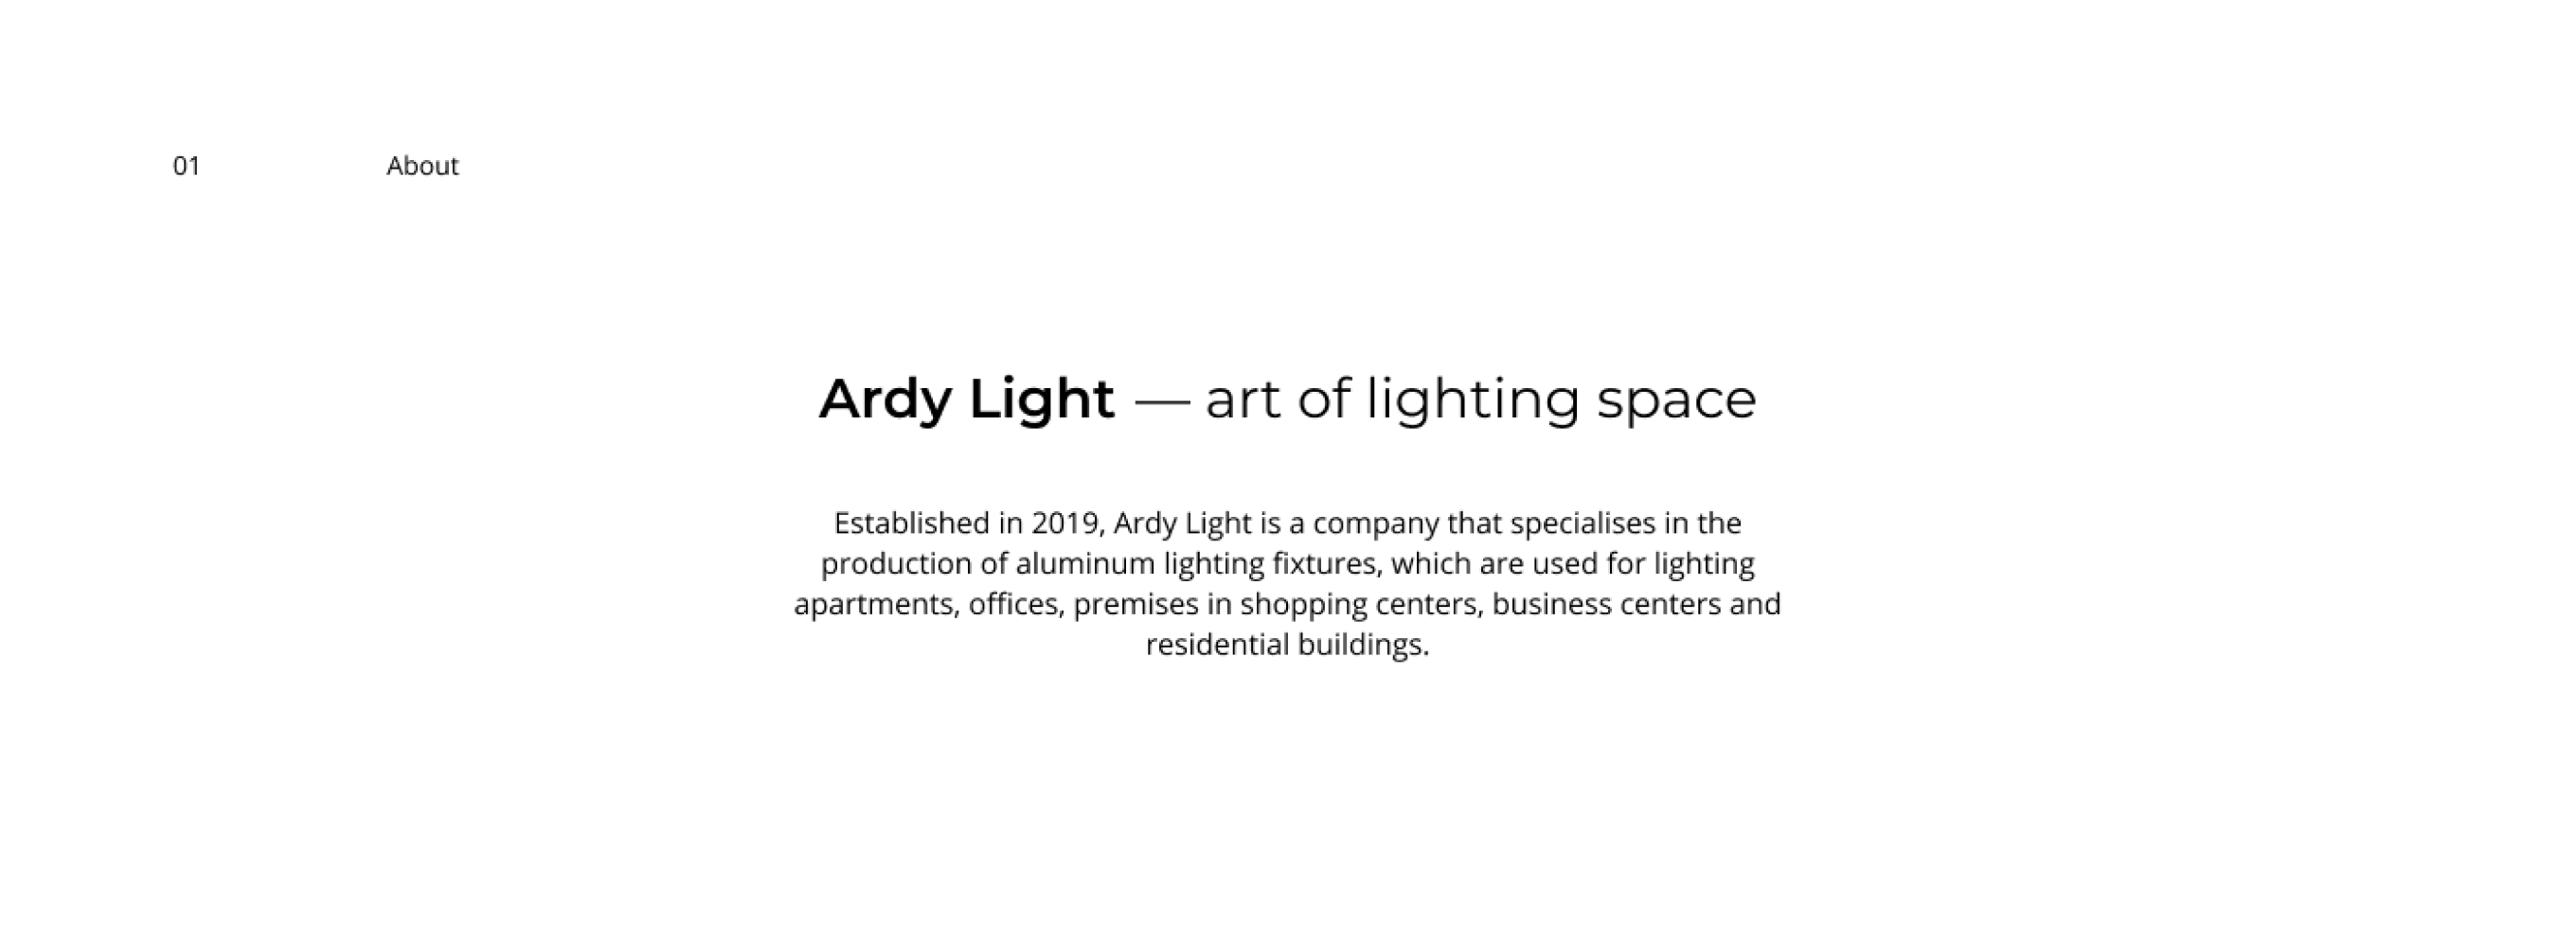 01 About
Ardy Light — art of lighting space
Established in 2019, Ardy Light is a company that specialises in the
production of aluminum lighting fixtures, which are used for lighting
apartments, offices, premises in shopping centers, business centers and
residential buildings.